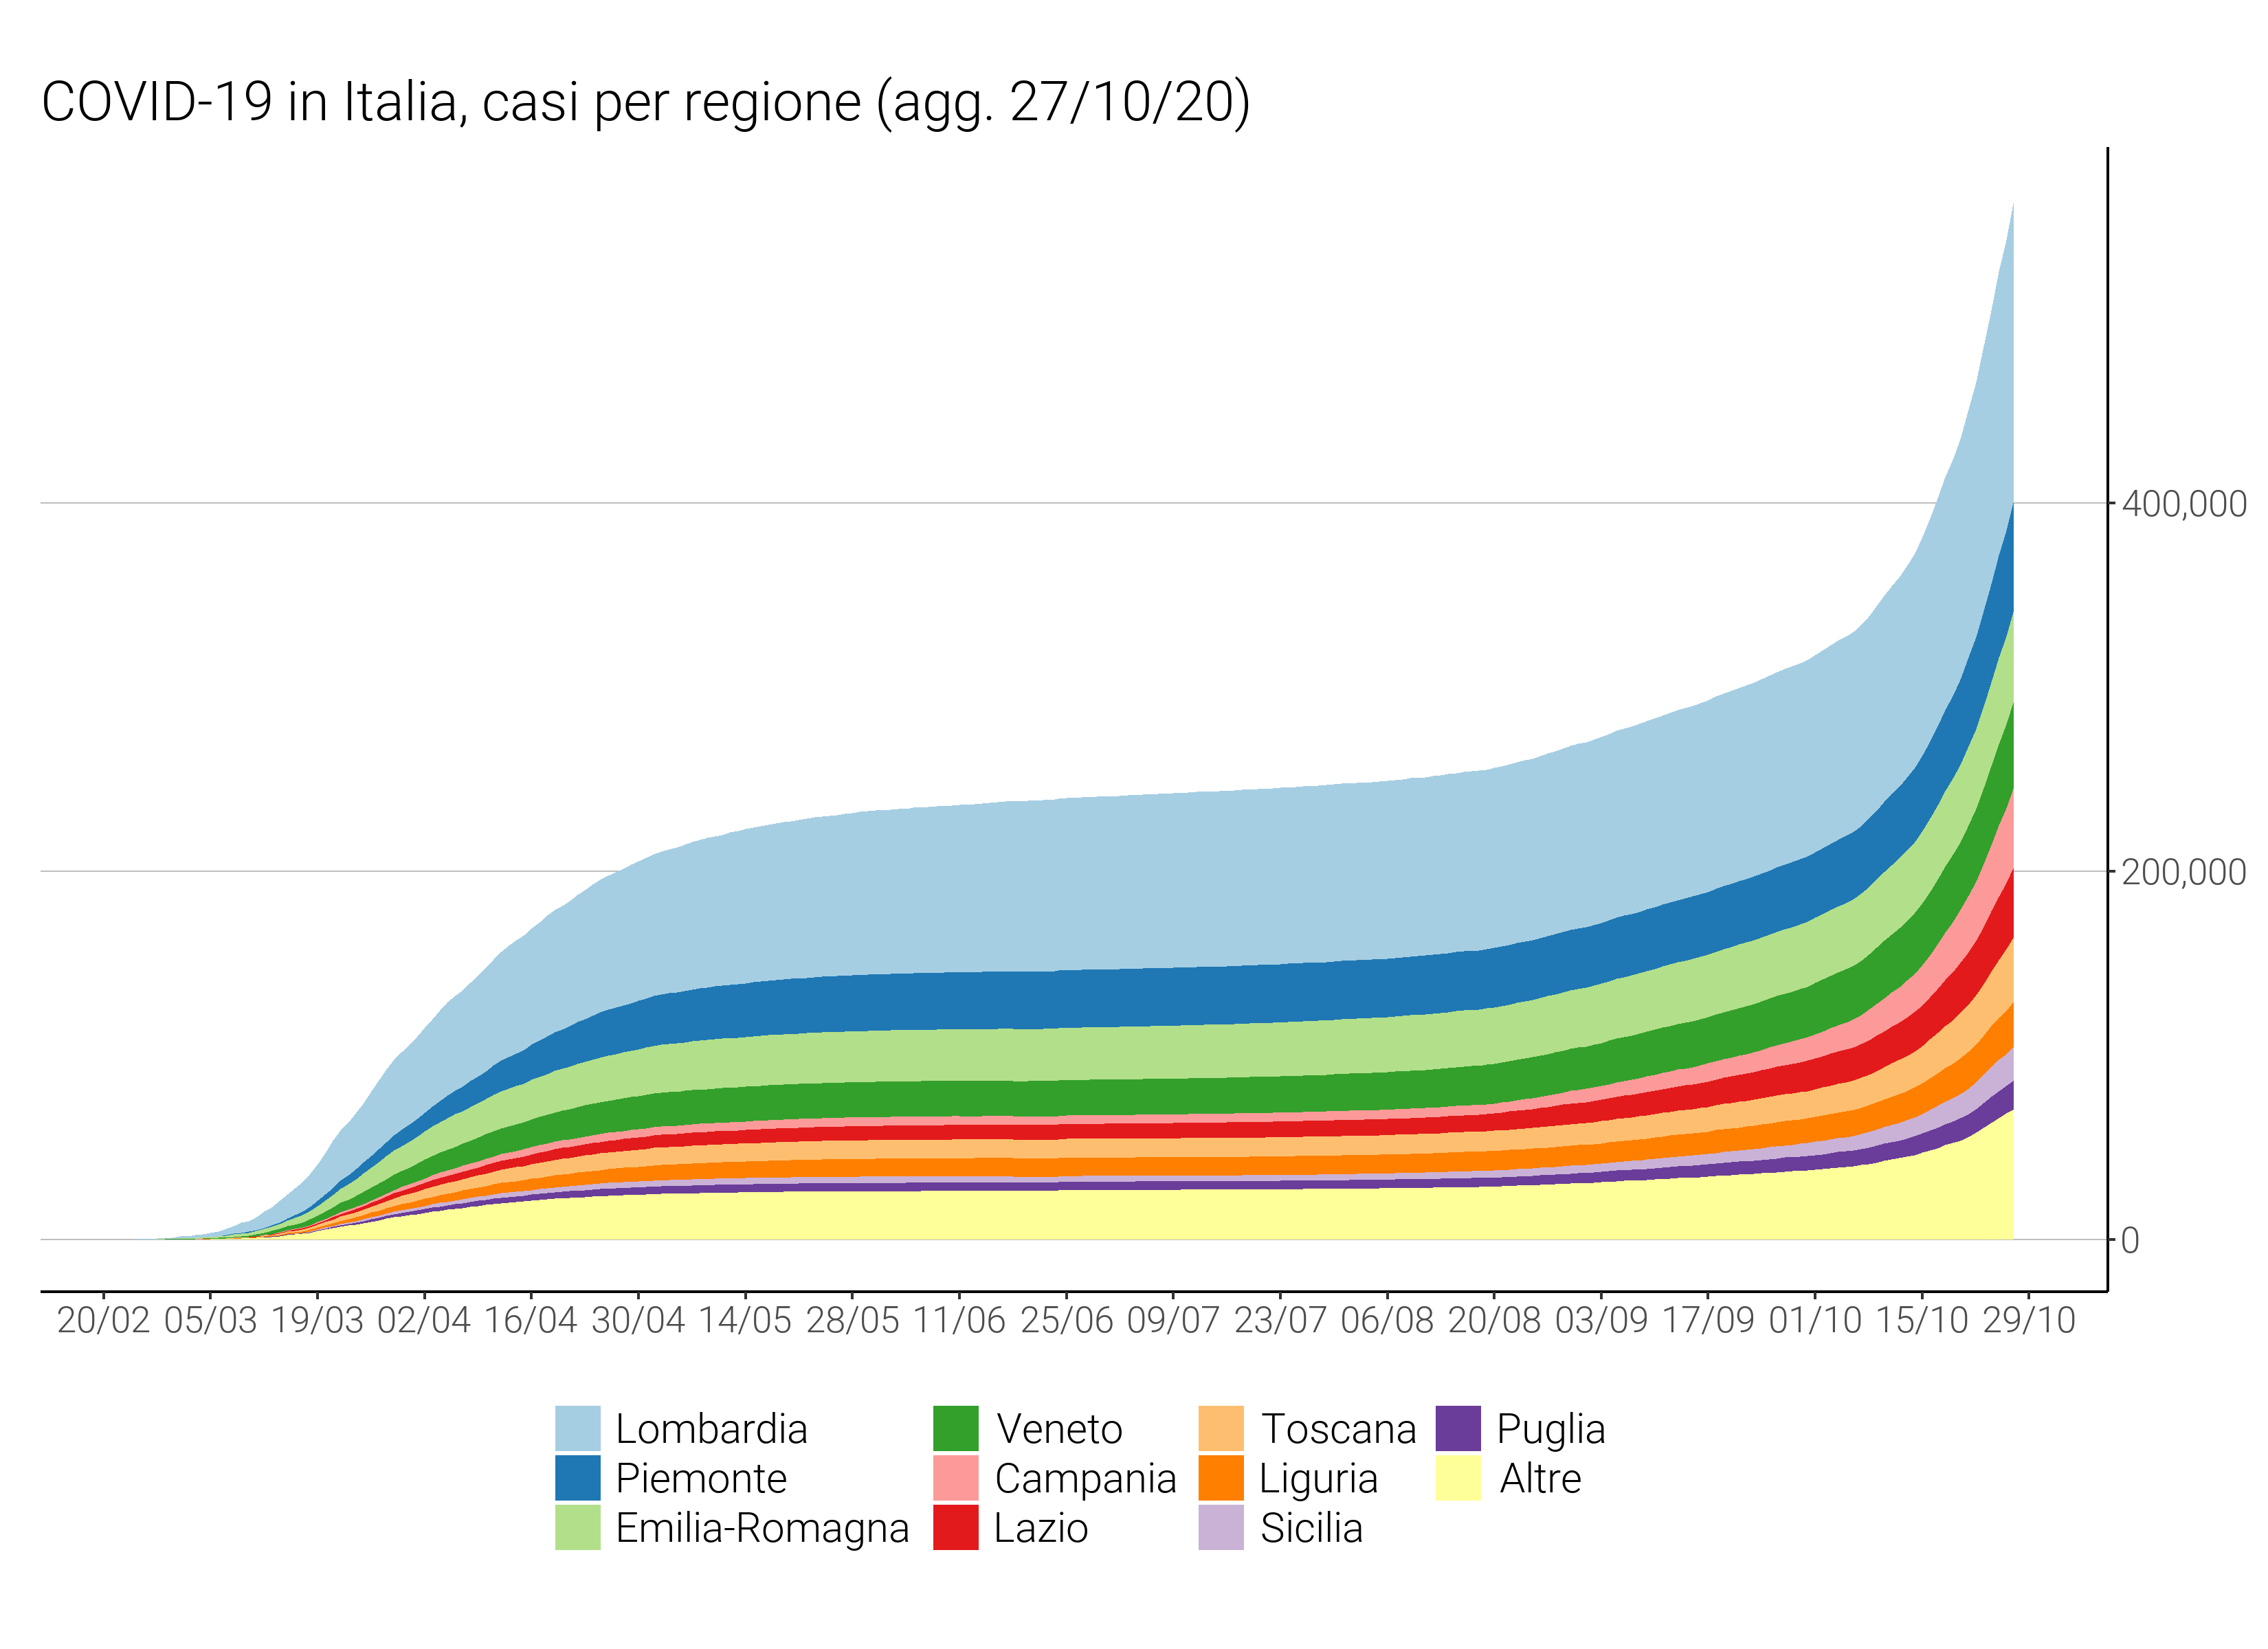 COVID-19 in Italia, casi per regione (agg. 27/10/20)
400,000
200,000
0
20/02 05/03 19/03 02/04 16/04 30/04 14/05 28/05 11/06 25/06 09/07 23/07 06/08 20/08 03/09 17/09 01/10 15/10 29/10
Lombardia Veneto Toscana Puglia
Piemonte Campania Liguria Altre
Emilia-Romagna Lazio Sicilia